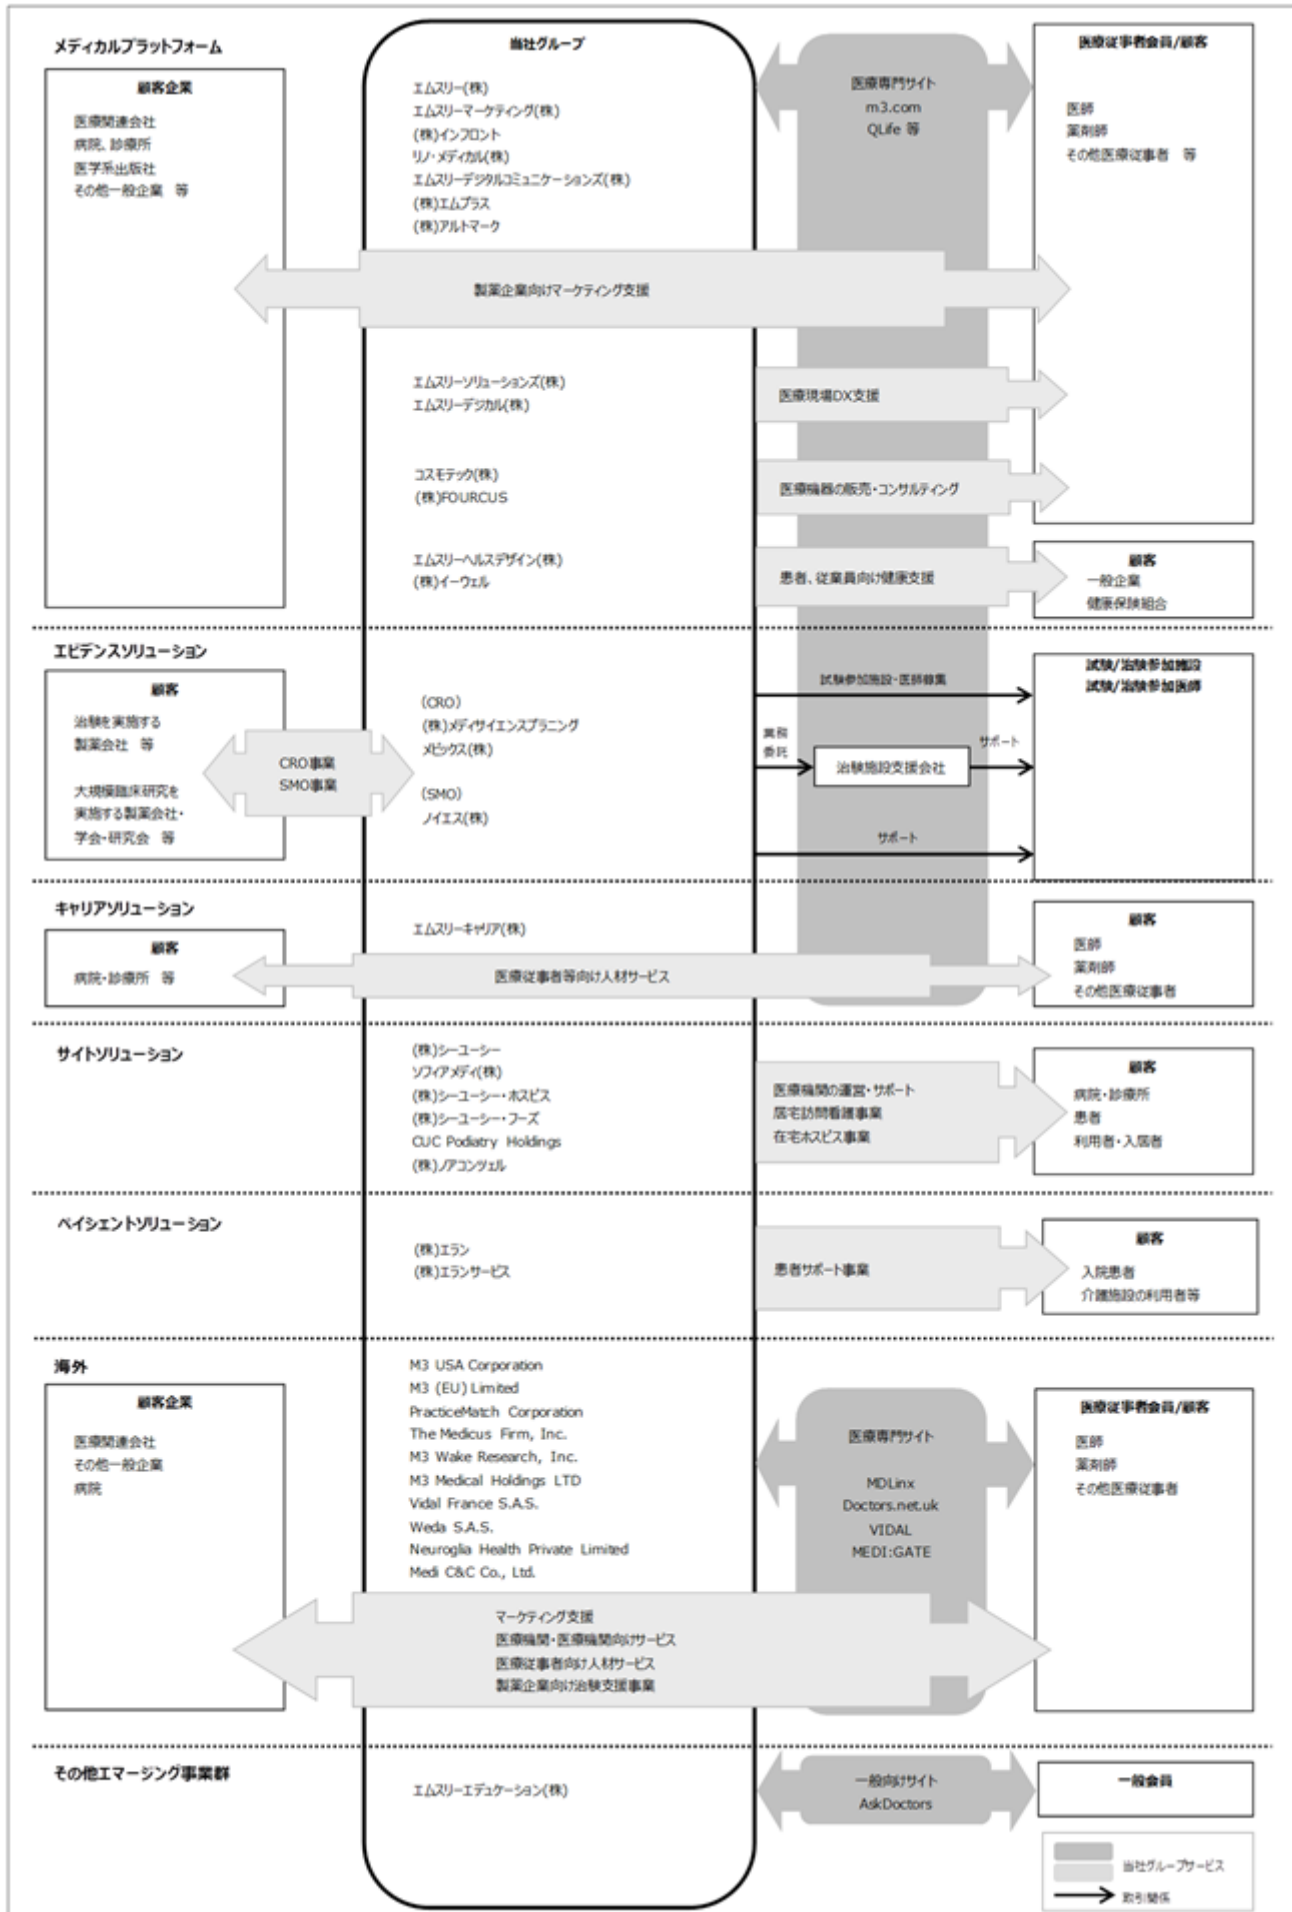 メディカルプラットフォーム
顧客企業
医療関連会社
病院、診療所
医学系出版社
その他一般企業 等
当社グループ
エムスリー(株)
エムスリーマーケティング(株)
(株)インフロント
リノ・メディカル(株)
エムスリーデジタルコミュニケーションズ(株)
(株)エムプラス
(株)アルトマーク
医療専門サイト
m3.com
QLife 等
医療従事者会員/顧客
医師
薬剤師
その他医療従事者 等
製薬企業向けマーケティング支援
エムスリーソリューションズ(株)
エムスリーデジカル(株)
医療現場DX支援
コスモテック(株)
(株)FOURCUS
医療機器の販売・コンサルティング
エムスリーヘルスデザイン(株)
(株)イーウェル
患者、従業員向け健康支援
顧客
一般企業
健康保険組合
エビデンスソリューション
顧客
治験を実施する
製薬会社 等
大規模臨床研究を
実施する製薬会社・
学会・研究会 等
CRO事業
SMO事業
(CRO)
(株)メディサイエンスプラニング
メビックス(株)
(SMO)
ノイエス(株)
試験参加施設・医師募集
業務
委託
治験施設支援会社
サポート
サポート
試験/治験参加施設
試験/治験参加医師
キャリアソリューション
顧客
病院・診療所 等
エムスリーキャリア(株)
医療従事者等向け人材サービス
顧客
医師
薬剤師
その他医療従事者
サイトソリューション
(株)シーユーシー
ソフィアメディ(株)
(株)シーユーシー・ホスピス
(株)シーユーシー・フーズ
CUC Podiatry Holdings
(株)ノアコンツェル
医療機関の運営・サポート
居宅訪問看護事業
在宅ホスピス事業
顧客
病院・診療所
患者
利用者・入居者
ペイシェントソリューション
(株)エラン
(株)エランサービス
患者サポート事業
顧客
入院患者
介護施設の利用者等
海外
顧客企業
医療関連会社
その他一般企業
病院
M3 USA Corporation
M3 (EU) Limited
PracticeMatch Corporation
The Medicus Firm, Inc.
M3 Wake Research, Inc.
M3 Medical Holdings LTD
Vidal France S.A.S.
Weda S.A.S.
Neuroglia Health Private Limited
Medi C&C Co., Ltd.
医療専門サイト
MDLinx
Doctors.net.uk
VIDAL
MEDI:GATE
医療従事者会員/顧客
医師
薬剤師
その他医療従事者
マーケティング支援
医療機関・医療機関向けサービス
医療従事者向け人材サービス
製薬企業向け治験支援事業
その他エマージング事業群
エムスリーエデュケーション(株)
一般向けサイト
AskDoctors
一般会員
当社グループサービス
取引関係